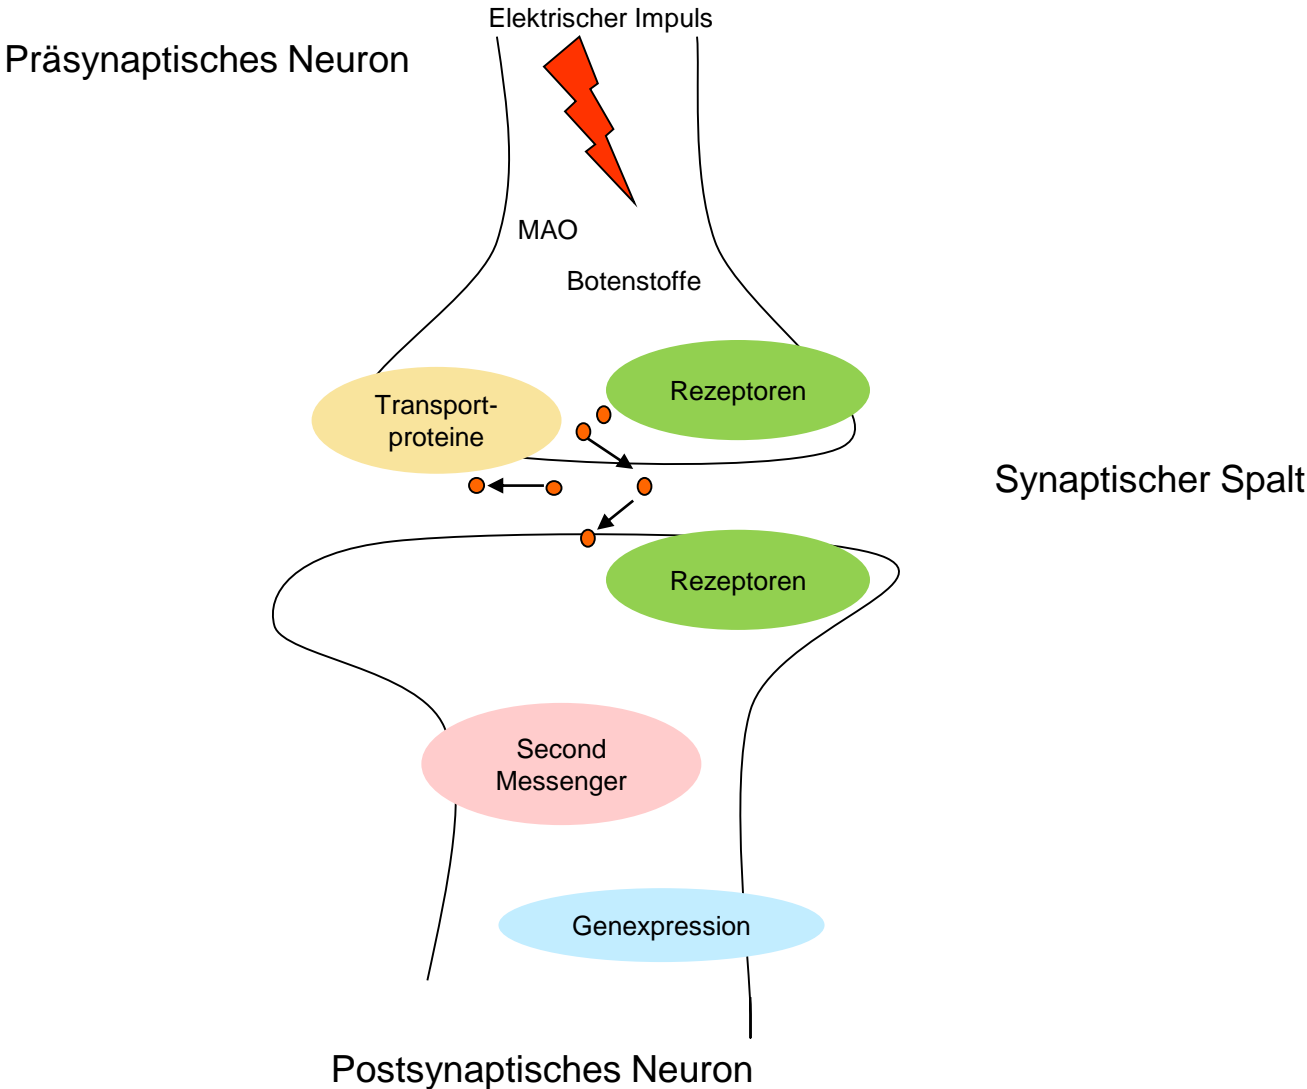 Elektrischer Impuls
Präsynaptisches Neuron
MAO
Botenstoffe
Rezeptoren
Transport-
proteine
Synaptischer Spalt
Rezeptoren
Second
Messenger
Genexpression
Postsynaptisches Neuron